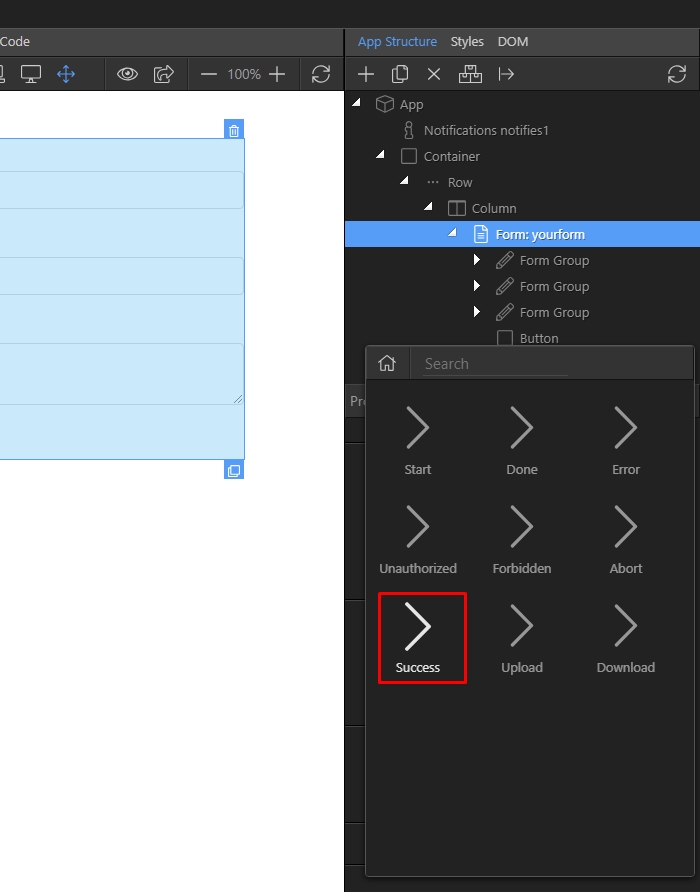 Code
App Structure Styles DOM
100%
App
Notifications notifies1
Container
Row
Column
Form: yourform
Form Group
Form Group
Form Group
Button
Search
Start Done Error
Unauthorized Forbidden Abort
Success Upload Download